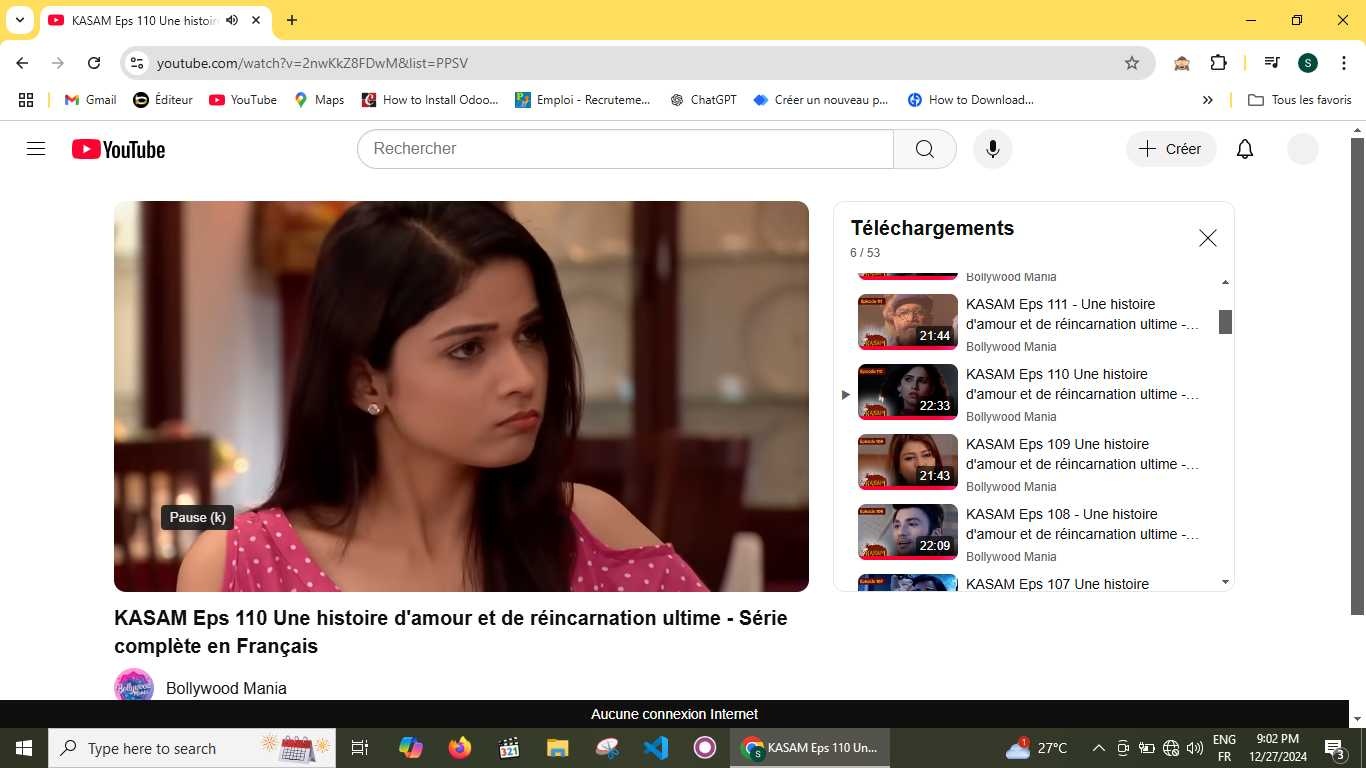 KASAM Eps 110 Une histoir
youtube.com/watch?v=2nwKkZ8FDwM&list=PPSV
S
Gmail
Éditeur
YouTube
Maps
How to Install Odoo...
Emploi - Recruteme...
ChatGPT
Créer un nouveau p...
How to Download...
Tous les favoris
YouTube
Rechercher
Créer
Téléchargements
6 / 53
Bollywood Mania
KASAM Eps 111 - Une histoire
d'amour et de réincarnation ultime -...
21:44
Bollywood Mania
KASAM Eps 110 Une histoire
d'amour et de réincarnation ultime -...
22:33
Bollywood Mania
KASAM Eps 109 Une histoire
d'amour et de réincarnation ultime -...
21:43
Bollywood Mania
KASAM Eps 108 - Une histoire
d'amour et de réincarnation ultime -...
22:09
Bollywood Mania
KASAM Eps 107 Une histoire
Pause (k)
KASAM Eps 110 Une histoire d'amour et de réincarnation ultime - Série
complète en Français
Bollywood Mania
Aucune connexion Internet
Type here to search
KASAM Eps 110 Un...
27°C
ENG
FR
9:02 PM
12/27/2024
3